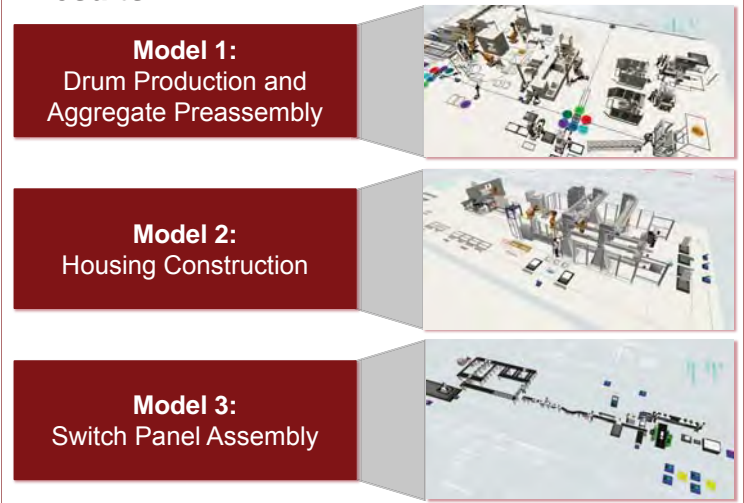 Model 1:
Drum Production and
Aggregate Preassembly
Model 2:
Housing Construction
Model 3:
Switch Panel Assembly